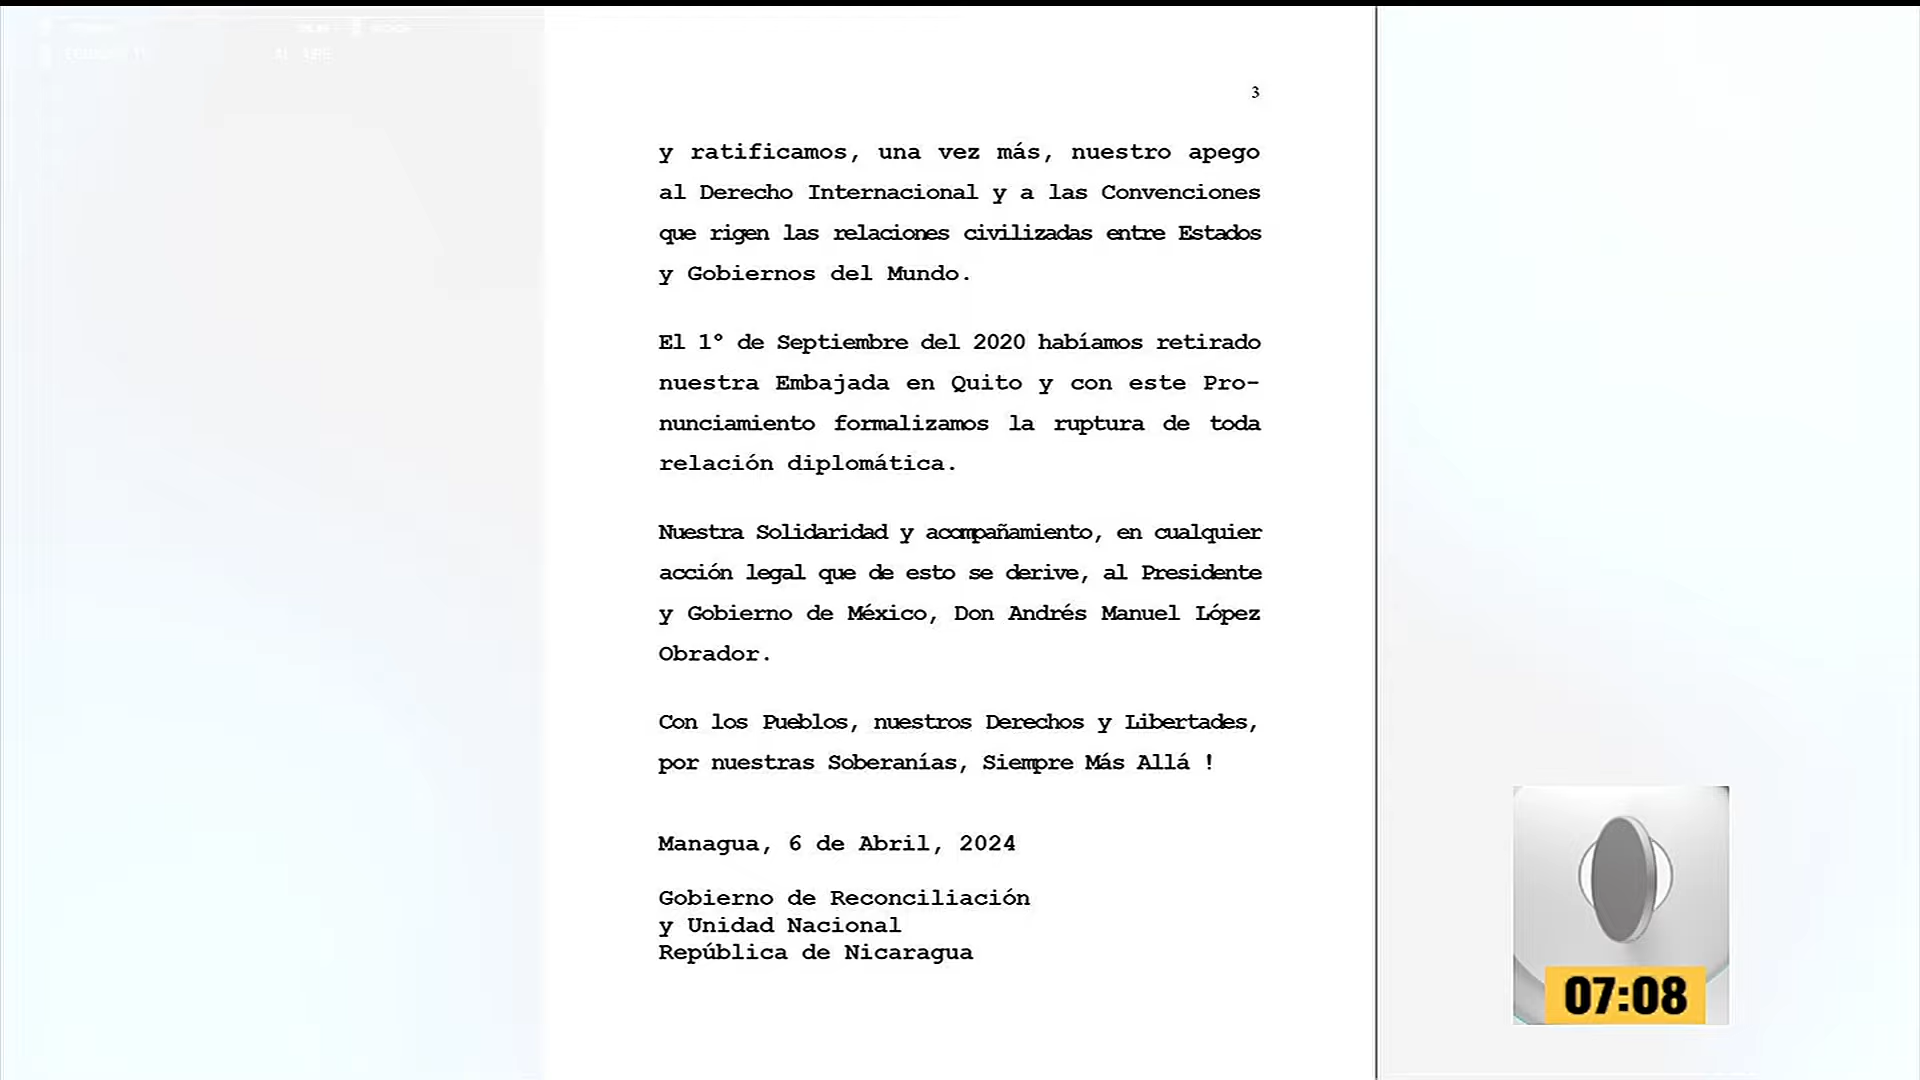 3
y ratificamos, una vez más, nuestro apego
al Derecho Internacional y a las Convenciones
que rigen las relaciones civilizadas entre Estados
y Gobiernos del Mundo.
El 1° de Septiembre del 2020 habíamos retirado
nuestra Embajada en Quito y con este Pro-
nunciamiento formalizamos la ruptura de toda
relación diplomática.
Nuestra Solidaridad y acompañamiento, en cualquier
acción legal que de esto se derive, al Presidente
y Gobierno de México, Don Andrés Manuel López
Obrador.
Con los Pueblos, nuestros Derechos y Libertades,
por nuestras Soberanías, Siempre Más Allá !
Managua, 6 de Abril, 2024
Gobierno de Reconciliación
y Unidad Nacional
República de Nicaragua
07:08